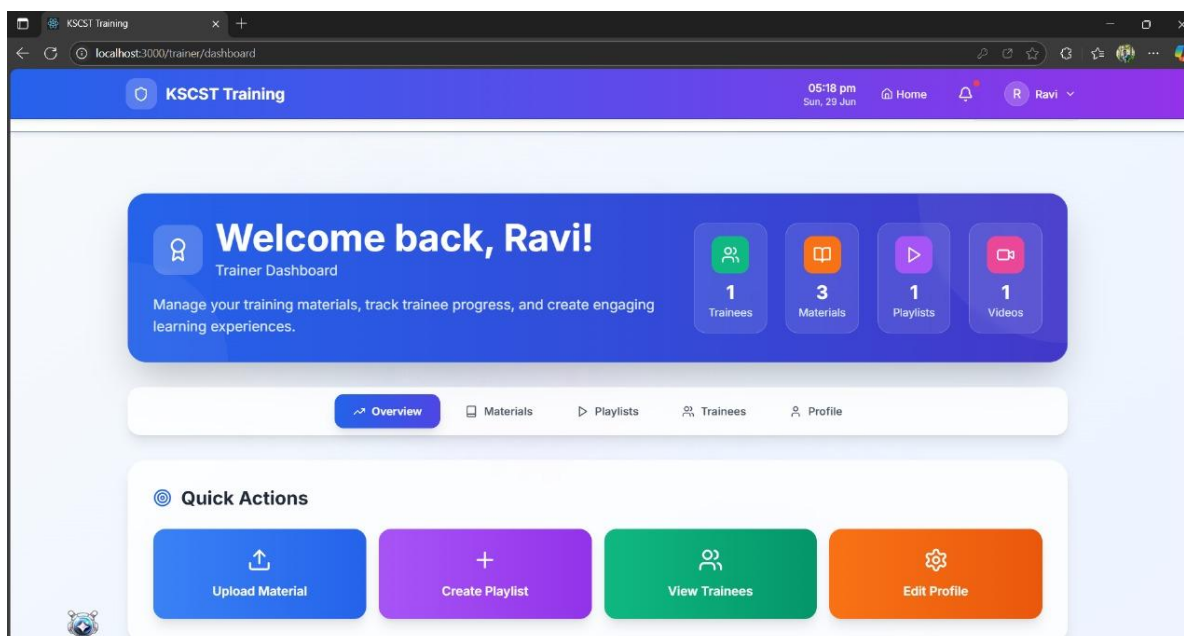 KSCST Training
localhost:3000/trainer/dashboard
KSCST Training
05:18 pm
Sun, 29 Jun
Home
R Ravi
Welcome back, Ravi!
Trainer Dashboard
Manage your training materials, track trainee progress, and create engaging
learning experiences.
1
Trainees
3
Materials
1
Playlists
1
Videos
Overview Materials Playlists Trainees Profile
Quick Actions
Upload Material
Create Playlist
View Trainees
Edit Profile